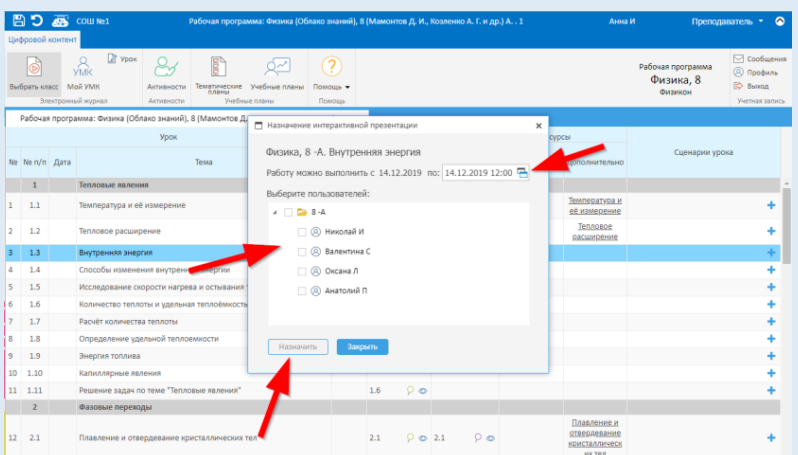 СОШ №1 Рабочая программа: Физика (Облако знаний), 8 (Мамонтов Д. И., Козленко А. Г. и др.) А. . 1 Анна И Преподаватель
Цифровой контент
Выбрать класс
УМК
Мой УМК
Урок
Электронный журнал
Активности
Активности
Тематические планы
Учебные планы
Учебные планы
Помощь
Помощь
Рабочая программа
Физика, 8
Физикон
Сообщения
Профиль
Выход
Учетная запись
Рабочая программа: Физика (Облако знаний), 8 (Мамонтов Д.
Урок
Сценарии урока
№ № п/п Дата Тема
Назначение интерактивной презентации
Физика, 8 -А. Внутренняя энергия
Работу можно выполнить с 14.12.2019 по: 14.12.2019 12:00
Выберите пользователей:
8 -А
Николай И
Валентина С
Оксана Л
Анатолий П
Назначить Закрыть
1 Тепловые явления
1 1.1 Температура и её измерение Температура и её измерение
2 1.2 Тепловое расширение Тепловое расширение
3 1.3 Внутренняя энергия
4 1.4 Способы изменения внутренней энергии
5 1.5 Исследование скорости нагрева и остывания
6 1.6 Количество теплоты и удельная теплоёмкость
7 1.7 Расчёт количества теплоты
8 1.8 Определение удельной теплоемкости
9 1.9 Энергия топлива
10 1.10 Капиллярные явления
11 1.11 Решение задач по теме "Тепловые явления" 1.6
2 Фазовые переходы
12 2.1 Плавление и отвердевание кристаллических тел 2.1 2.1 Плавление и отвердевание кристаллическ